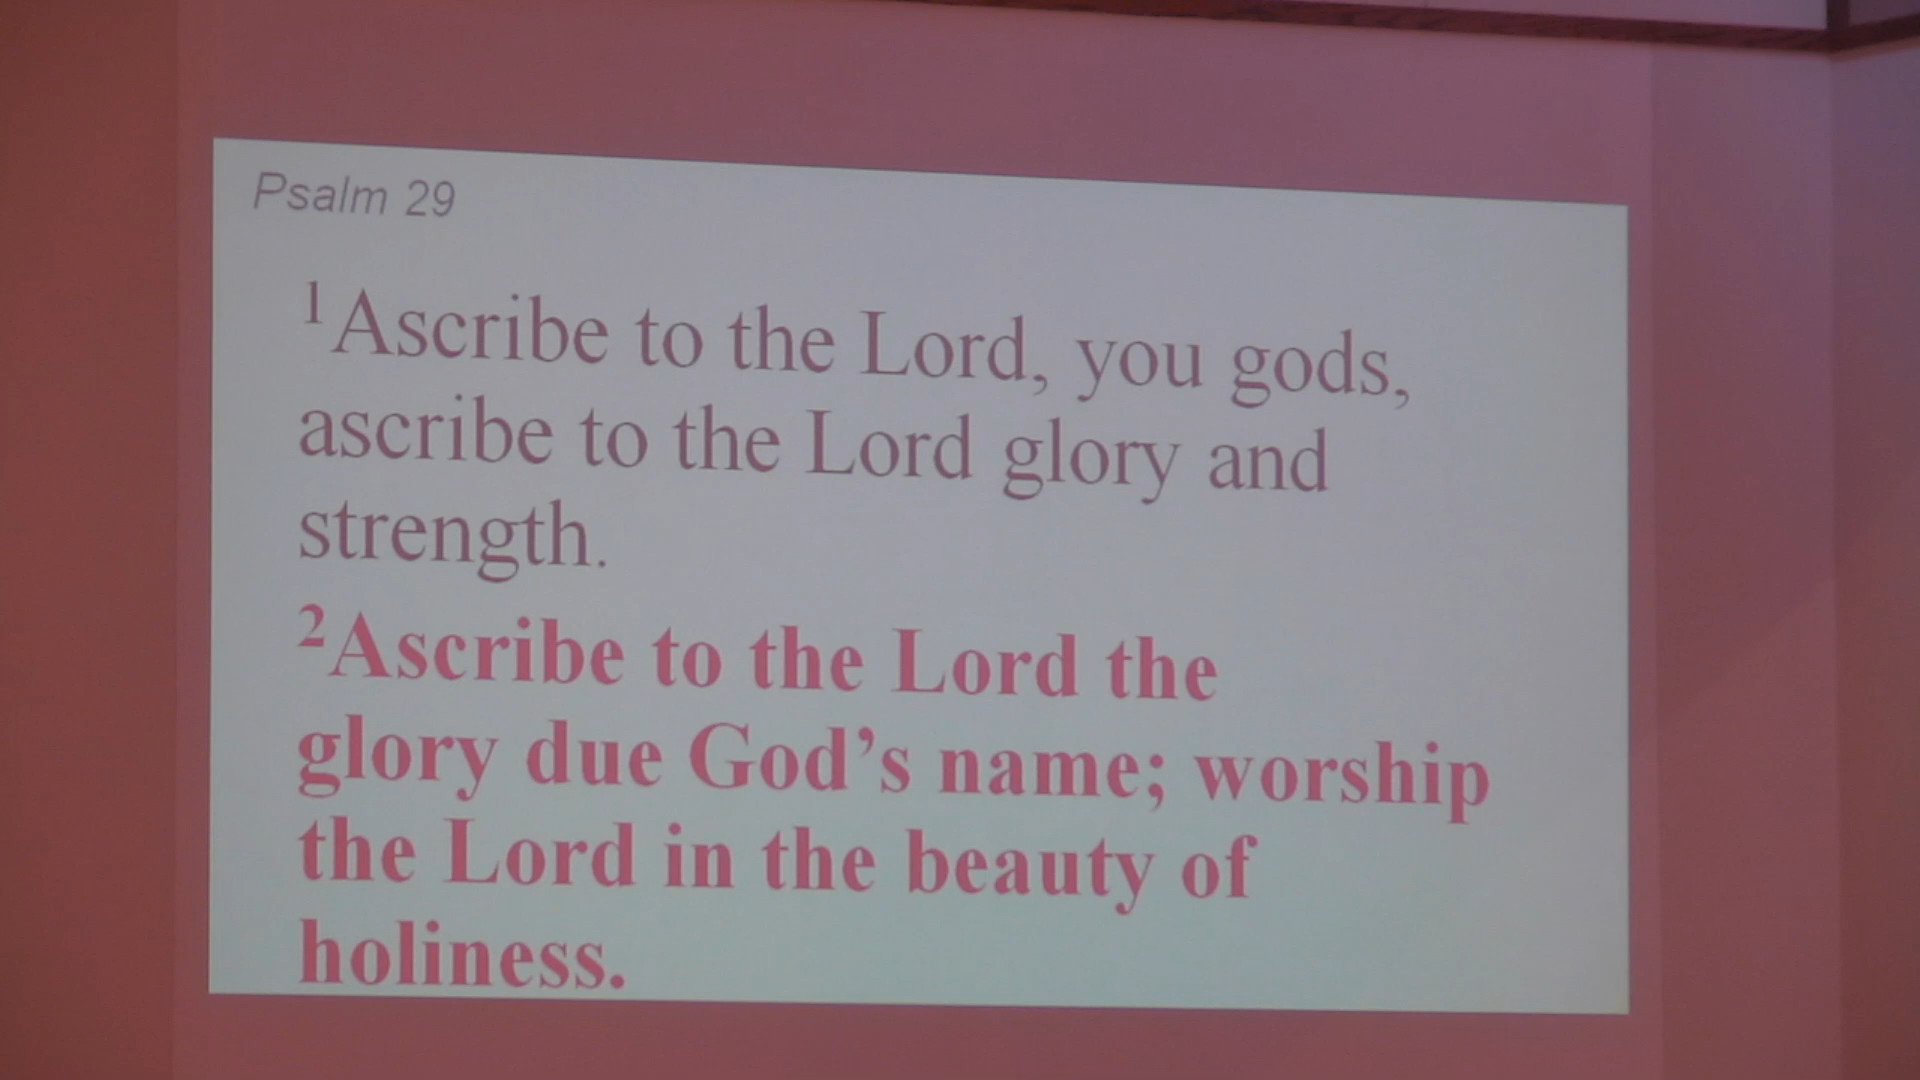 Psalm 29
1Ascribe to the Lord, you gods,
ascribe to the Lord glory and
strength.
2Ascribe to the Lord the
glory due God’s name; worship
the Lord in the beauty of
holiness.